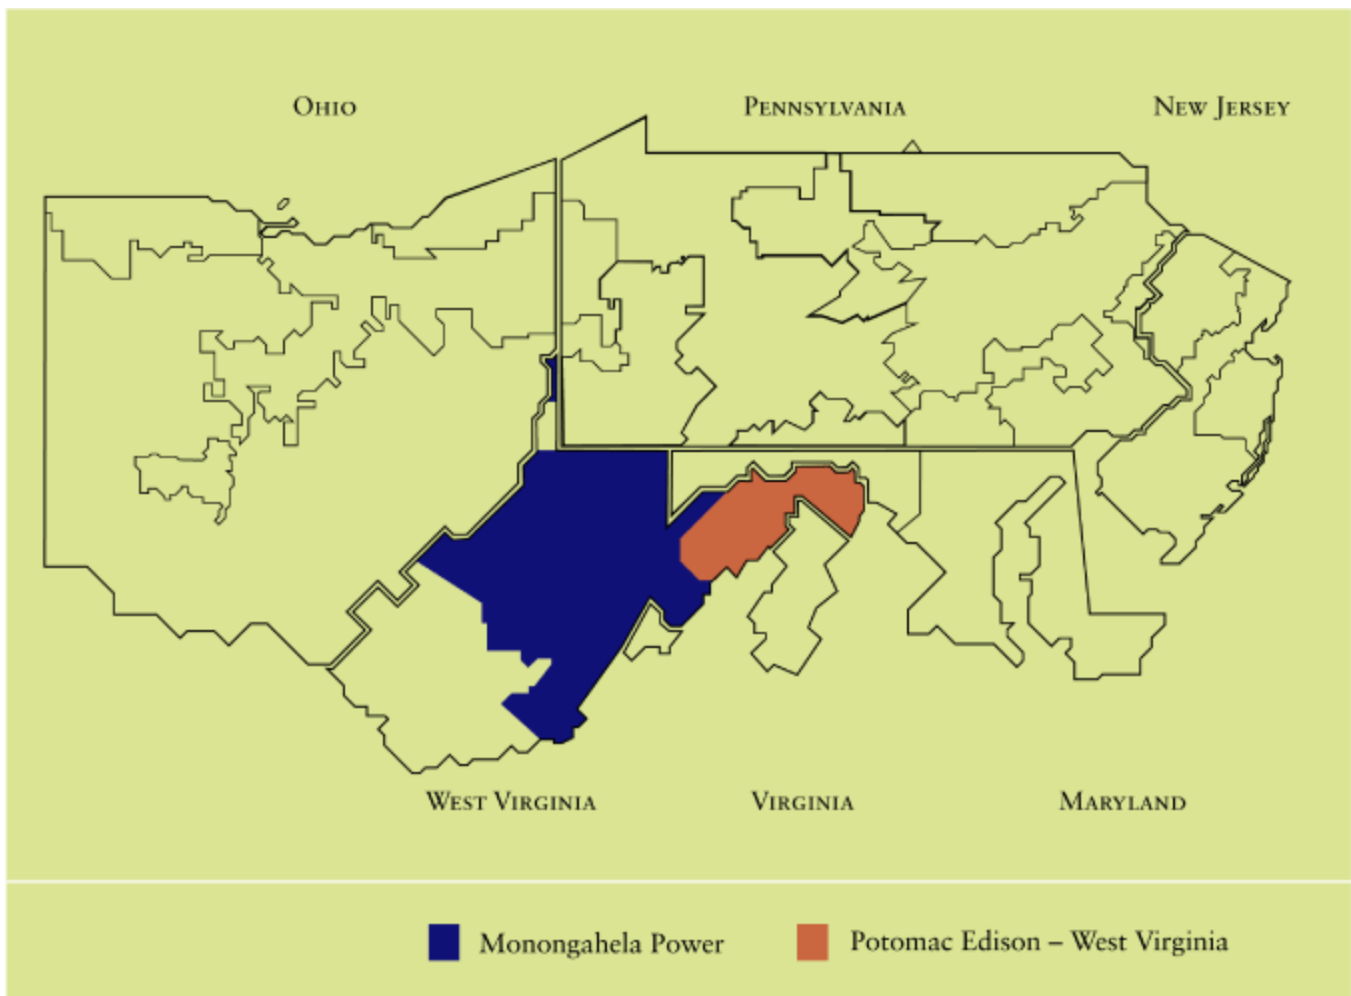 OHIO
PENNSYLVANIA
NEW JERSEY
WEST VIRGINIA
VIRGINIA
MARYLAND
Monongahela Power
Potomac Edison – West Virginia